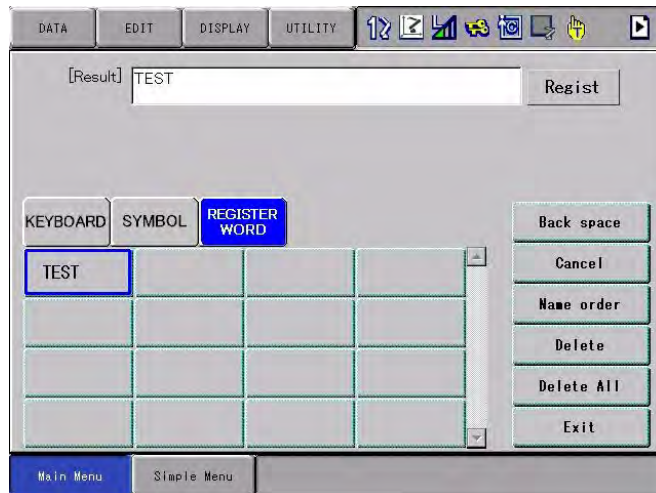 DATA
EDIT
DISPLAY
UTILITY
[Result]
TEST
Regist
KEYBOARD
SYMBOL
REGISTER
WORD
TEST
Back space
Cancel
Name order
Delete
Delete All
Exit
Main Menu
Simple Menu